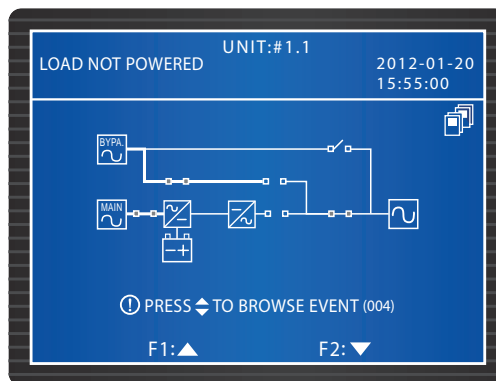 UNIT:#1.1
LOAD NOT POWERED
2012-01-20
15:55:00
BYPA.
MAIN
! PRESS ▲▼ TO BROWSE EVENT (004)
F1:▲ F2:▼